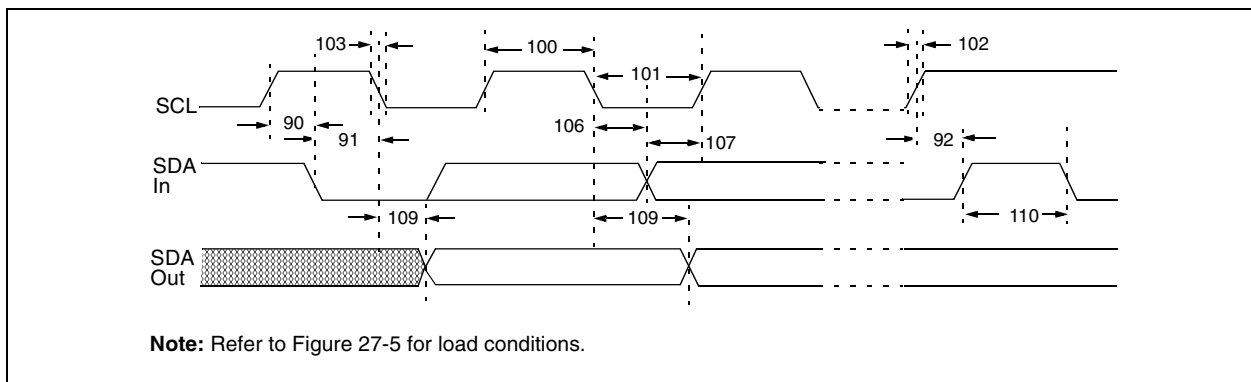 103
100
101
102
SCL
90
91
106
107
92
SDA
In
109
109
110
SDA
Out
Note: Refer to Figure 27-5 for load conditions.